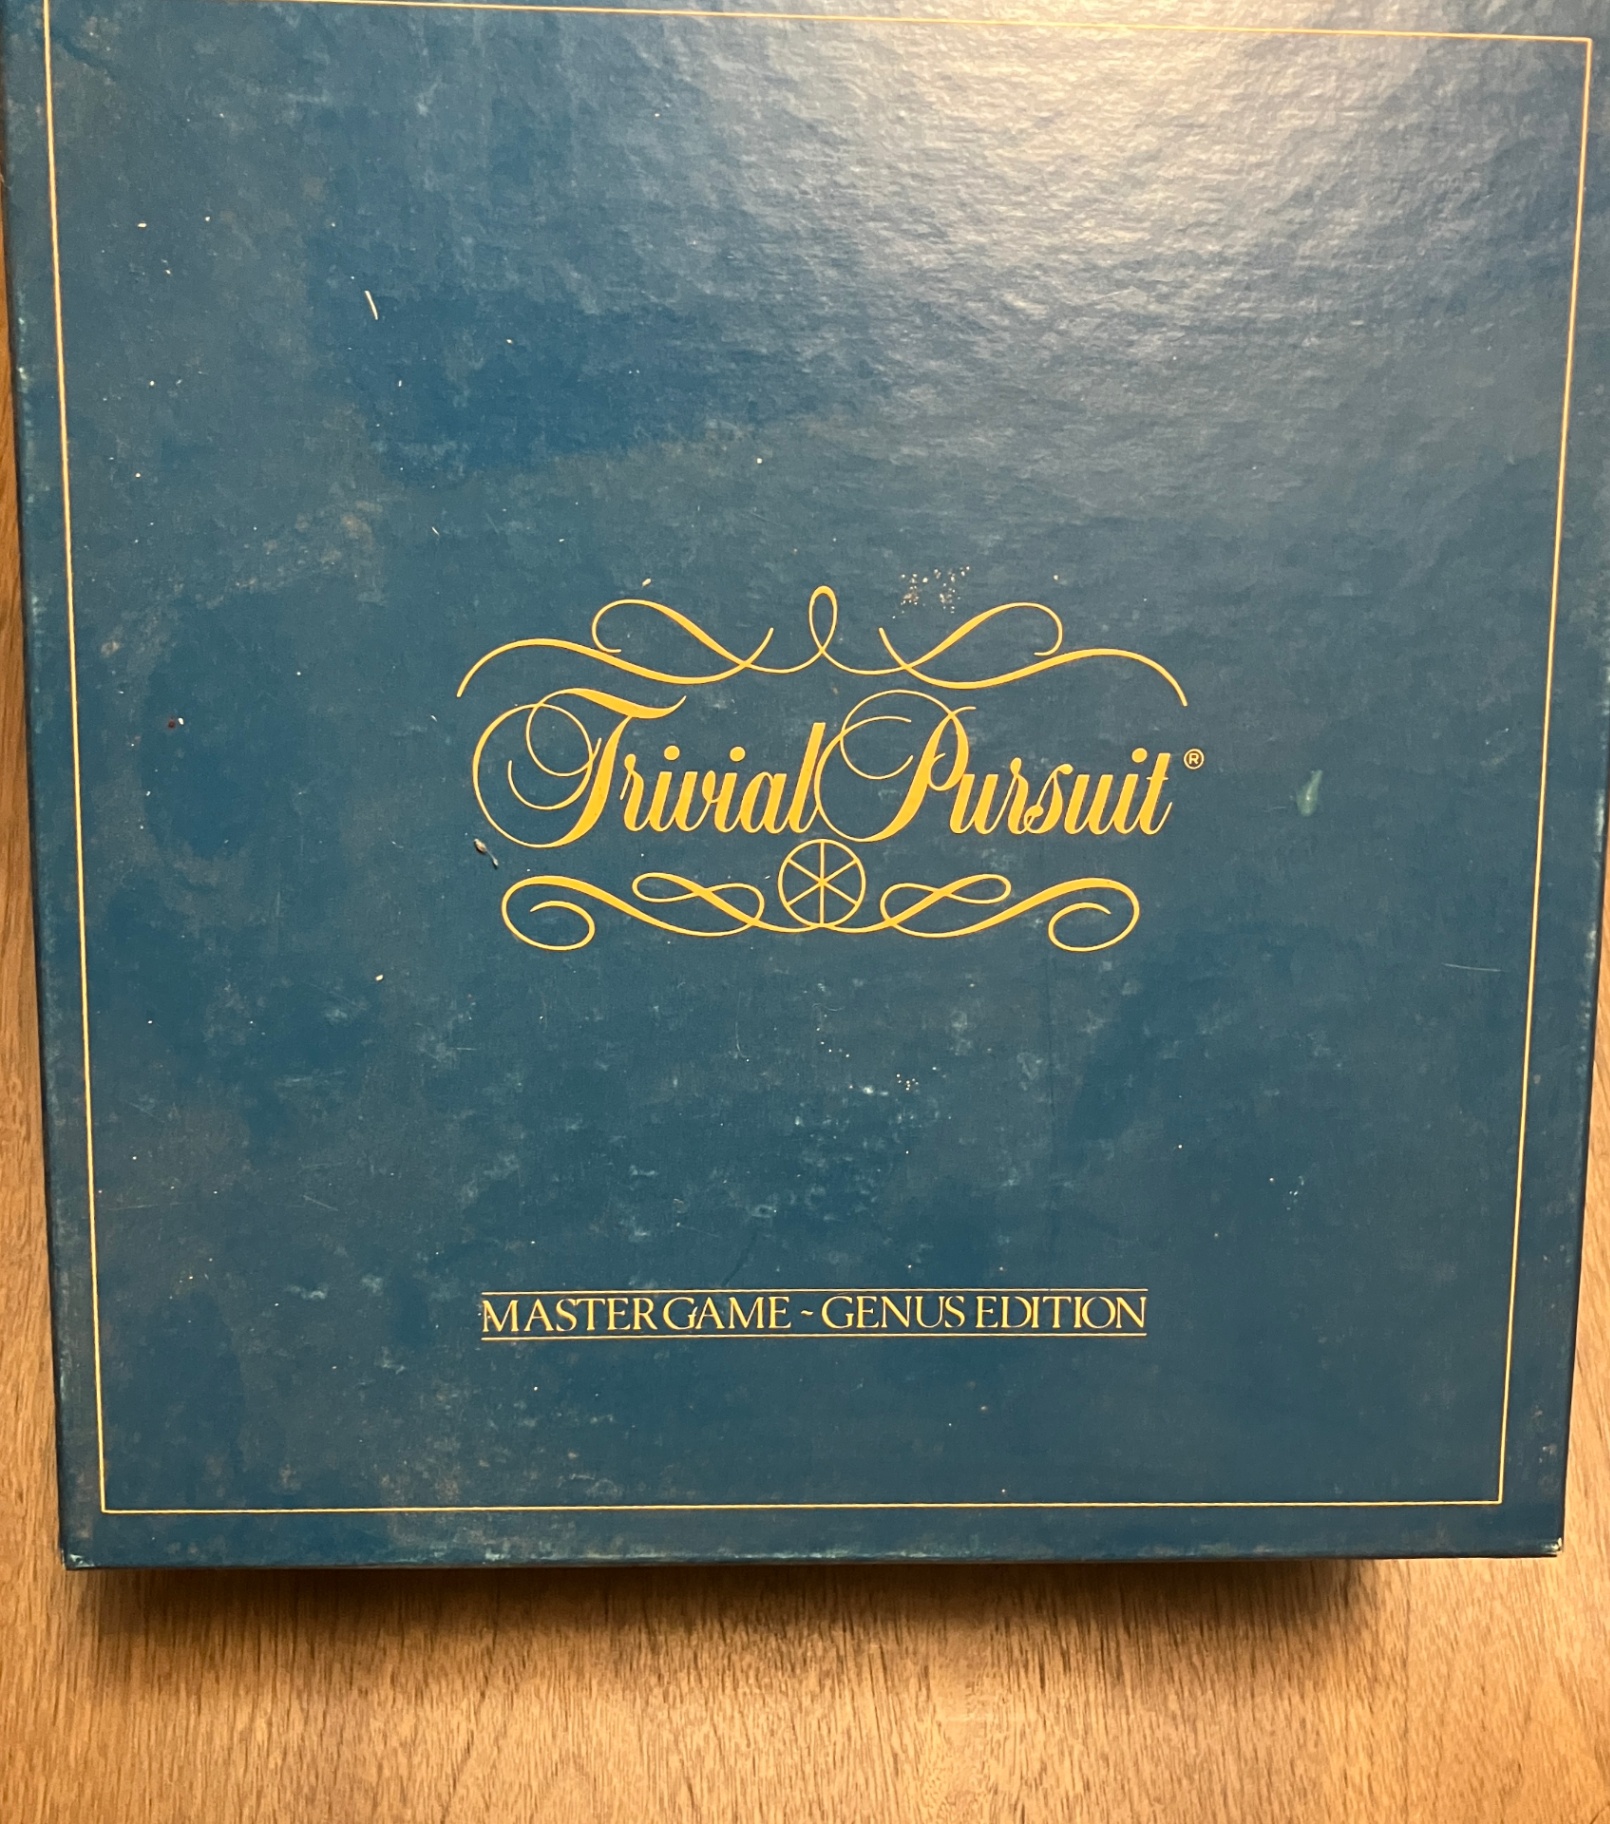 Trivial Pursuit®
MASTER GAME ~ GENUS EDITION